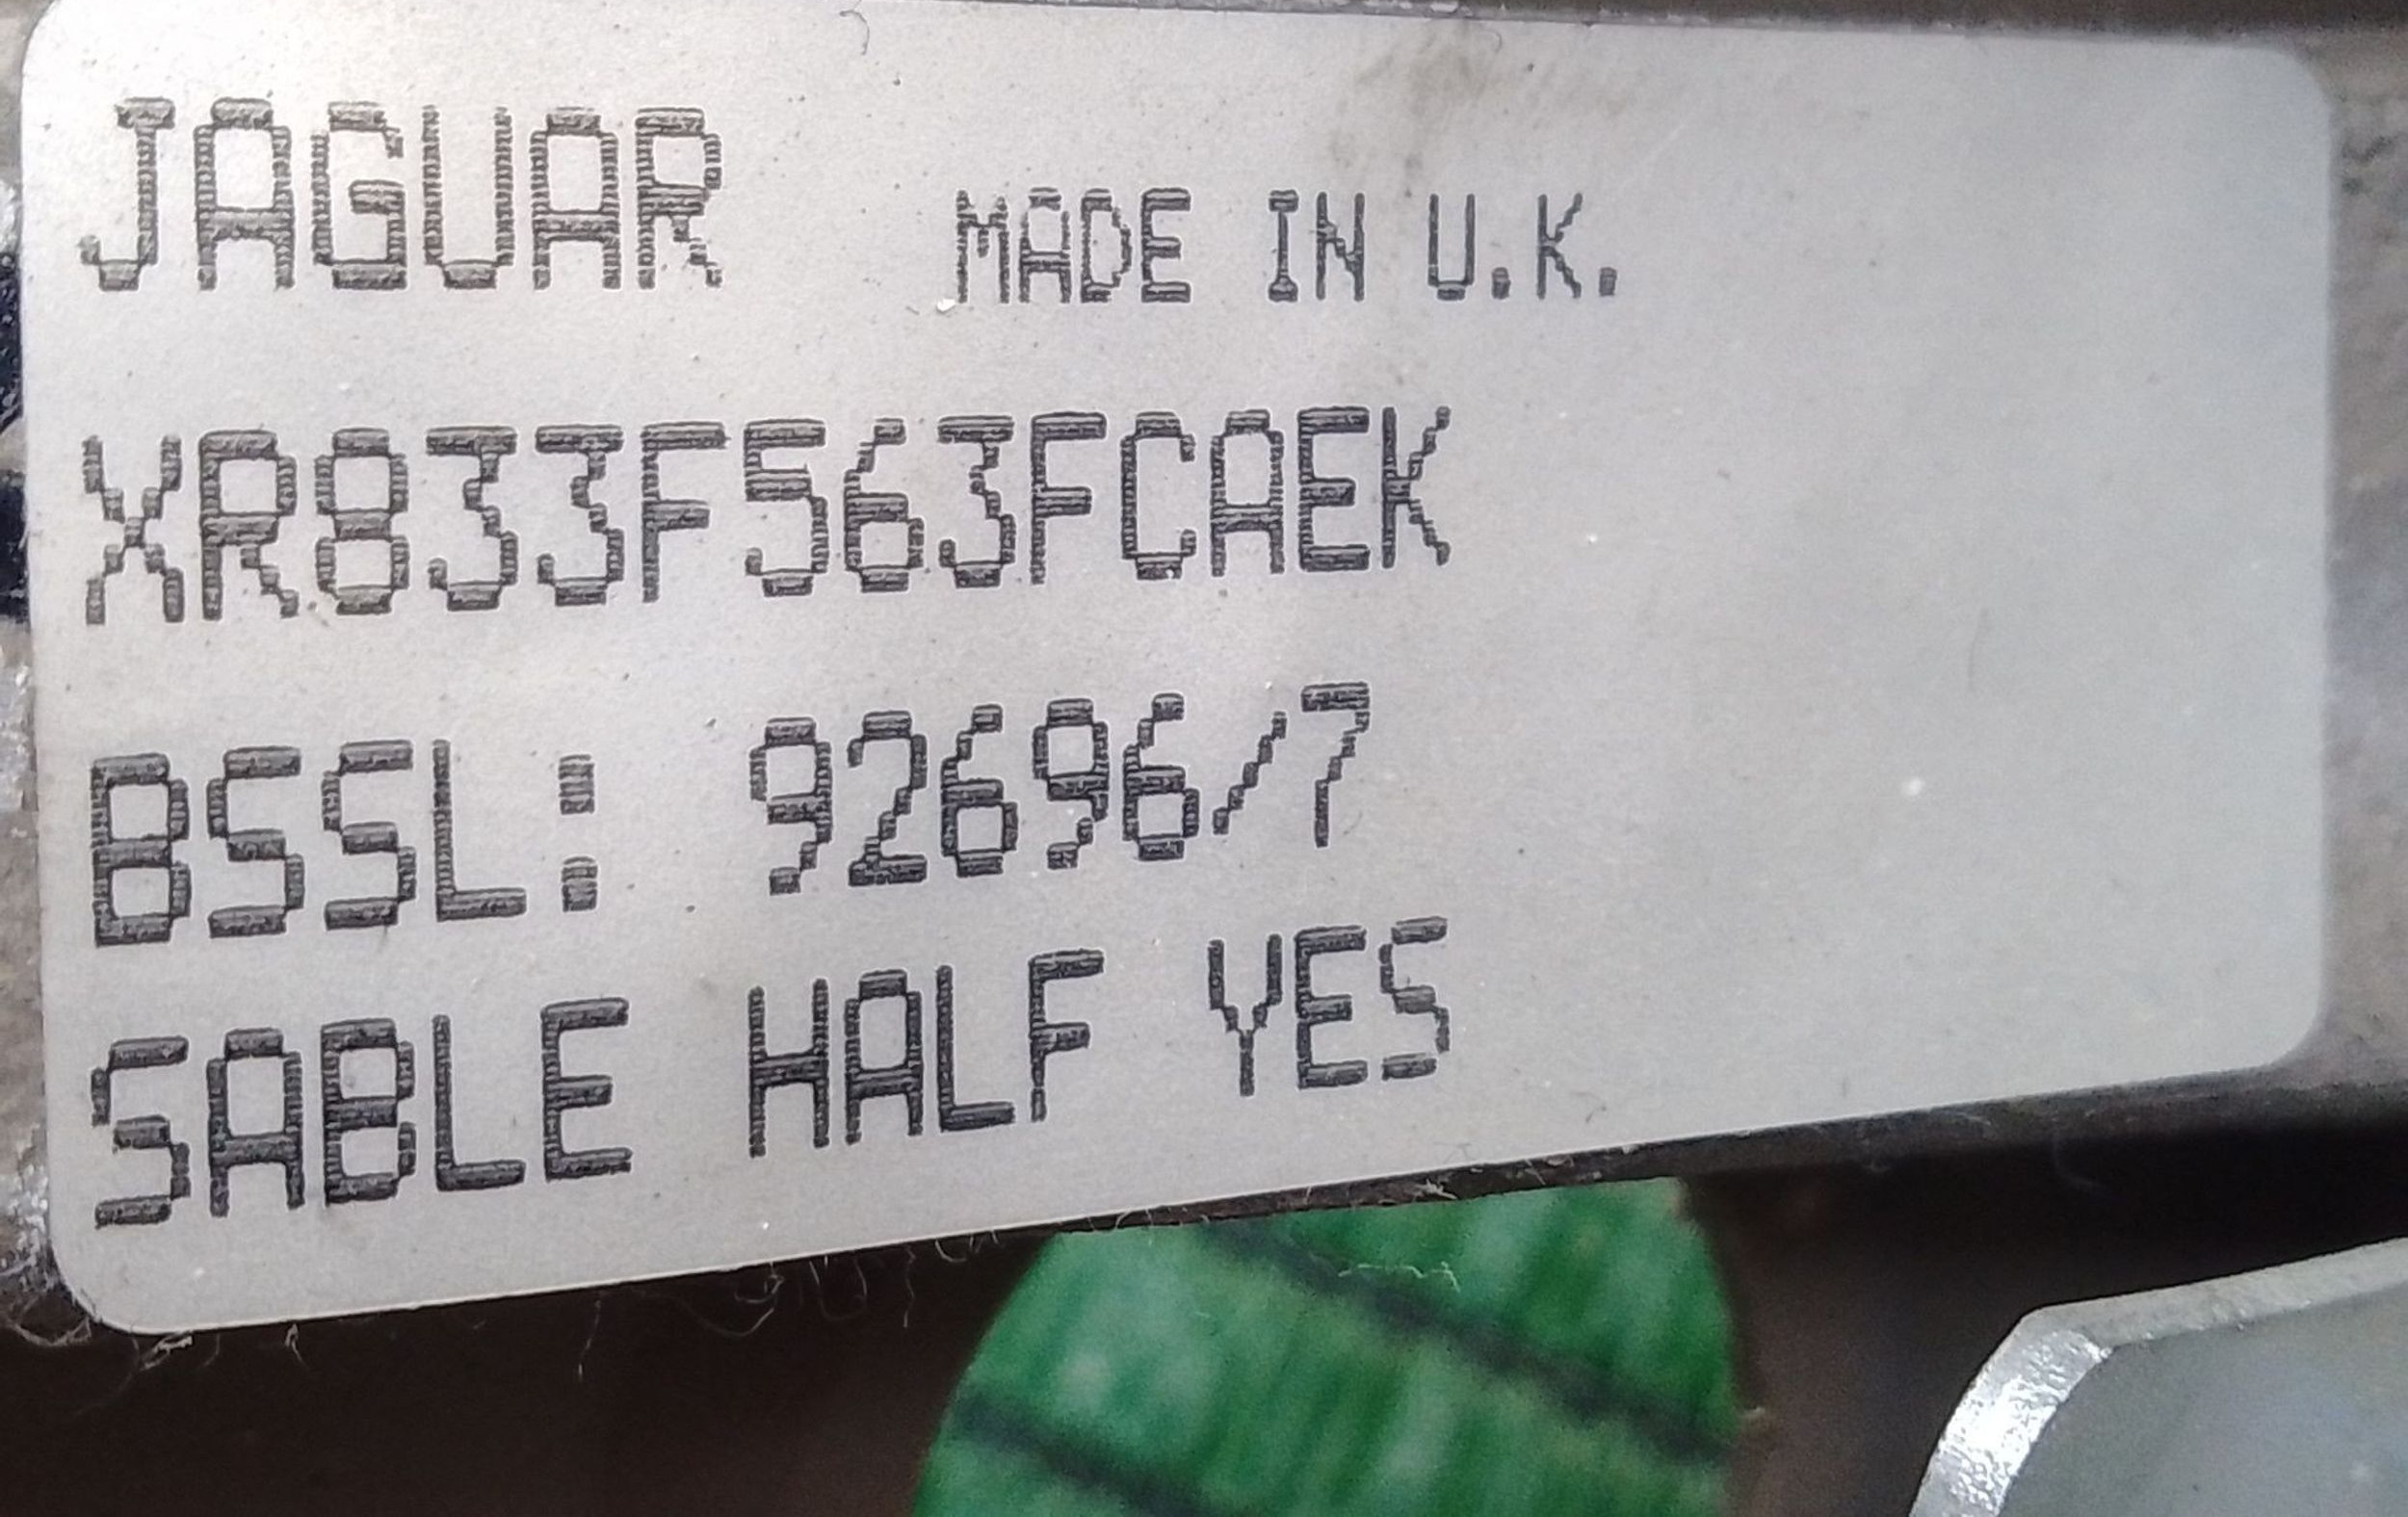 JAGUAR MADE IN U.K.
XR833F563FCAEK
BSSL: 92696/7
SABLE HALF YES